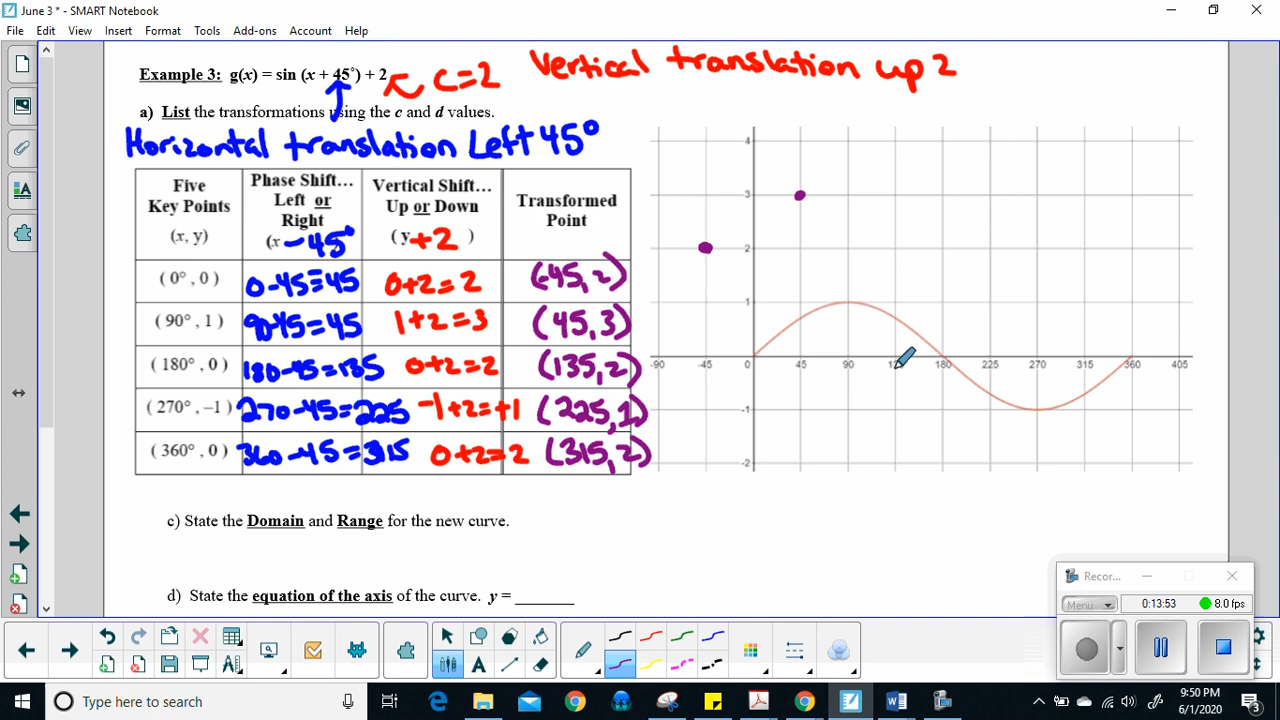 June 3 * - SMART Notebook
File Edit View Insert Format Tools Add-ons Account Help
Example 3: g(x) = sin (x + 45°) + 2
c=2
Vertical translation up 2
a) List the transformations using the c and d values.
Horizontal translation Left 45°
Five Key Points (x, y)
Phase Shift... Left or Right (x -45°
Vertical Shift... Up or Down (y +2 )
Transformed Point
(0°, 0) 0-45=-45 0+2=2 (-45,2)
(90°, 1) 90-45=45 1+2=3 (45,3)
(180°, 0) 180-45=135 0+2=2 (135,2)
(270°, −1) 270-45=225 -1+2=+1 (225,1)
(360°, 0) 360-45=315 0+2=2 (315,2)
4
3
2
1
-90 -45 0 45 90 180 225 270 315 360 405
-1
-2
c) State the Domain and Range for the new curve.
d) State the equation of the axis of the curve. y = _______
Recor...
Menu 0:13:53 8.0 fps
Type here to search
9:50 PM
6/1/2020
3